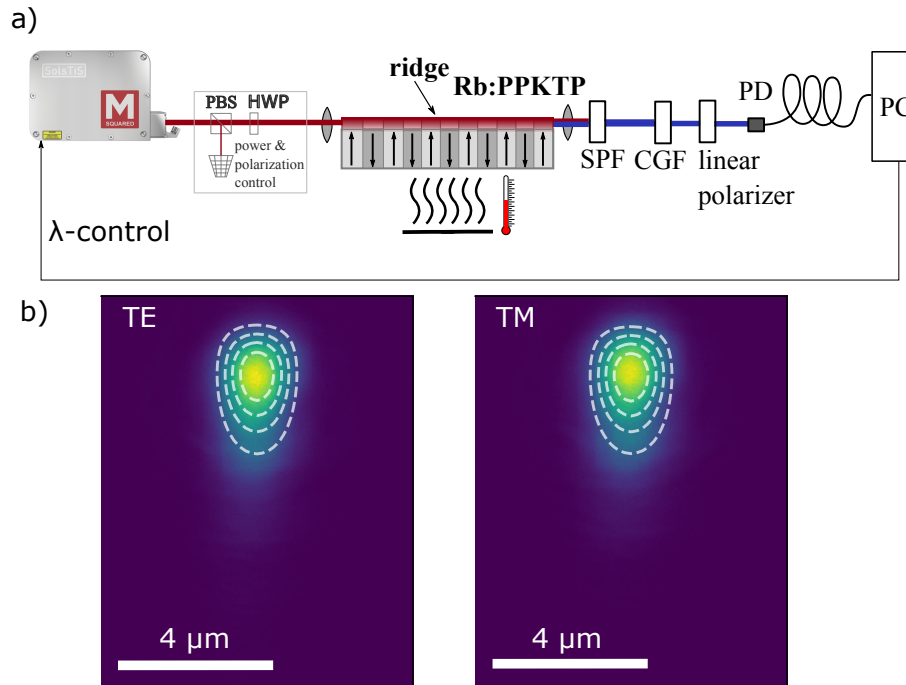 a)
SolsTiS
M
SQUARED
PBS
HWP
power &
polarization
control
ridge
Rb:PPKTP
SPF
CGF
linear
polarizer
PD
PC
λ-control
b)
TE
4 μm
TM
4 μm